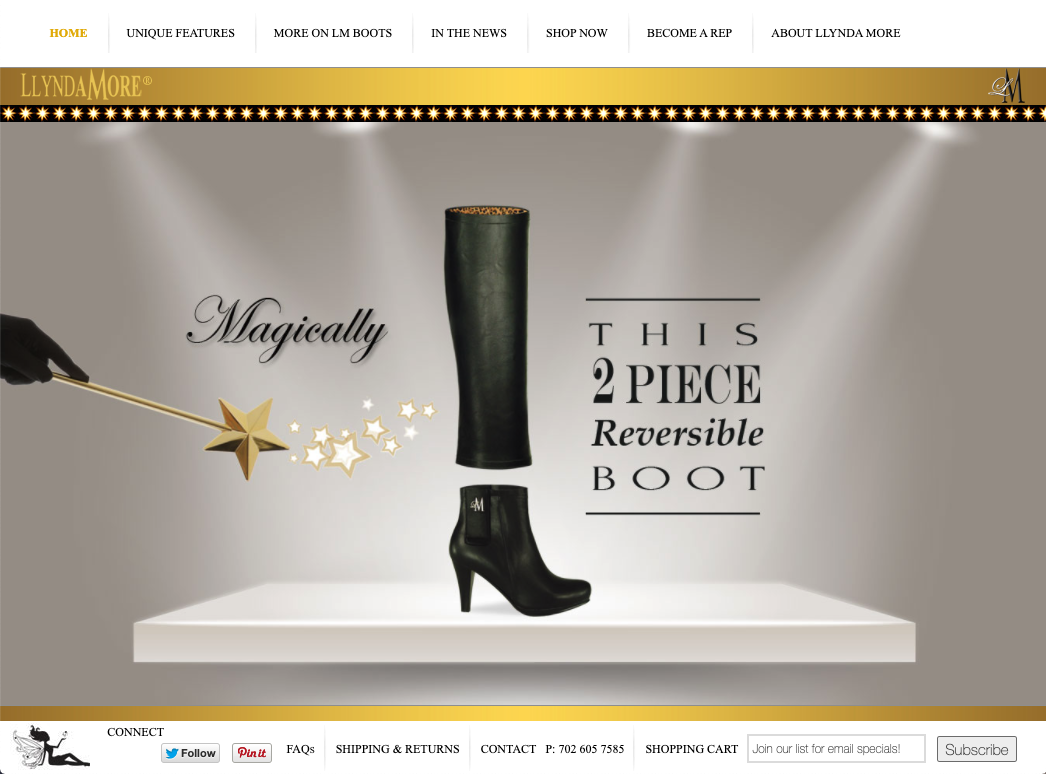 HOME UNIQUE FEATURES MORE ON LM BOOTS IN THE NEWS SHOP NOW BECOME A REP ABOUT LLYNDA MORE
LLYNDAMORE®
LM
Magically
THIS
2 PIECE
Reversible
BOOT
LM
CONNECT
Follow Pin it FAQs SHIPPING & RETURNS CONTACT P: 702 605 7585 SHOPPING CART Join our list for email specials! Subscribe